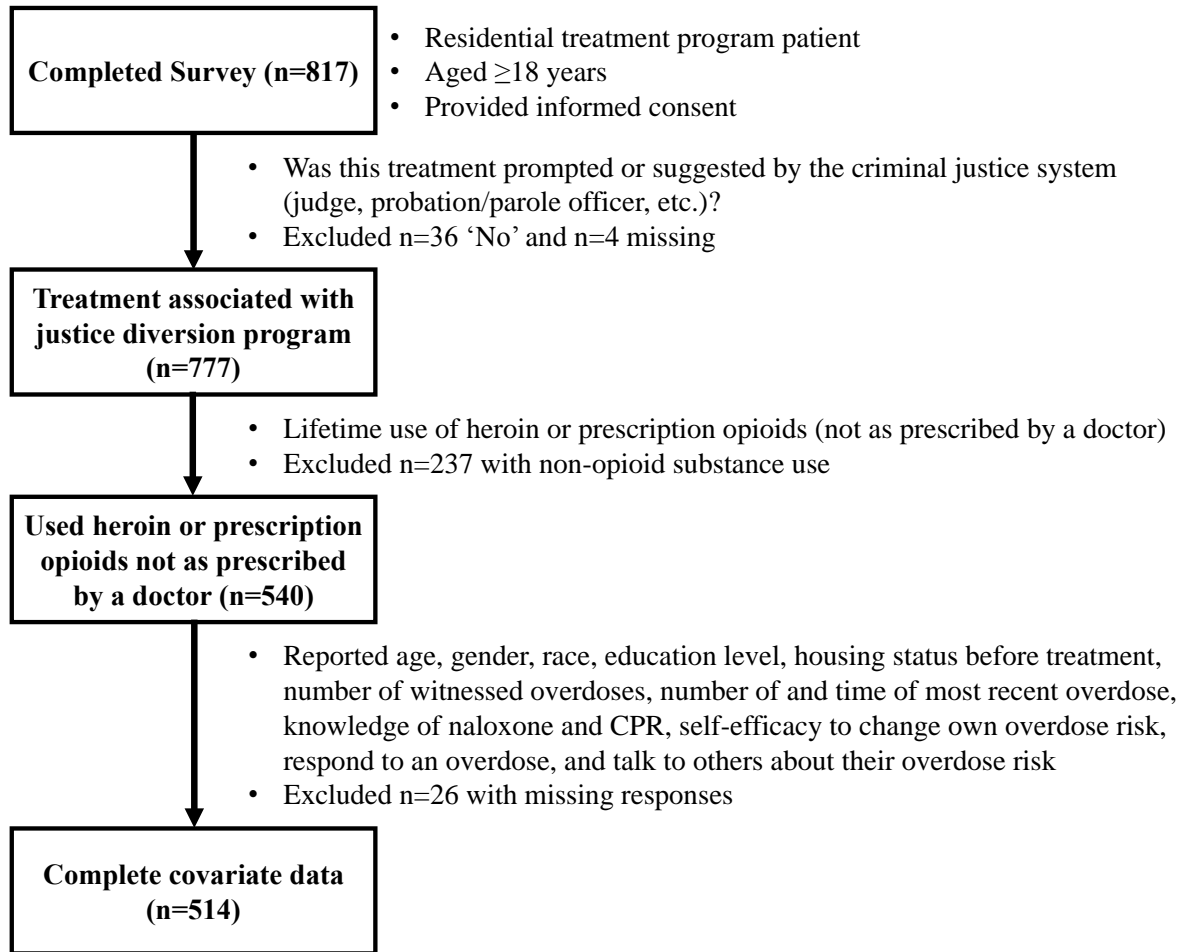 Completed Survey (n=817)
• Residential treatment program patient
• Aged ≥18 years
• Provided informed consent
• Was this treatment prompted or suggested by the criminal justice system
(judge, probation/parole officer, etc.)?
• Excluded n=36 ‘No’ and n=4 missing
Treatment associated with
justice diversion program
(n=777)
• Lifetime use of heroin or prescription opioids (not as prescribed by a doctor)
• Excluded n=237 with non-opioid substance use
Used heroin or prescription
opioids not as prescribed
by a doctor (n=540)
• Reported age, gender, race, education level, housing status before treatment,
number of witnessed overdoses, number of and time of most recent overdose,
knowledge of naloxone and CPR, self-efficacy to change own overdose risk,
respond to an overdose, and talk to others about their overdose risk
• Excluded n=26 with missing responses
Complete covariate data
(n=514)